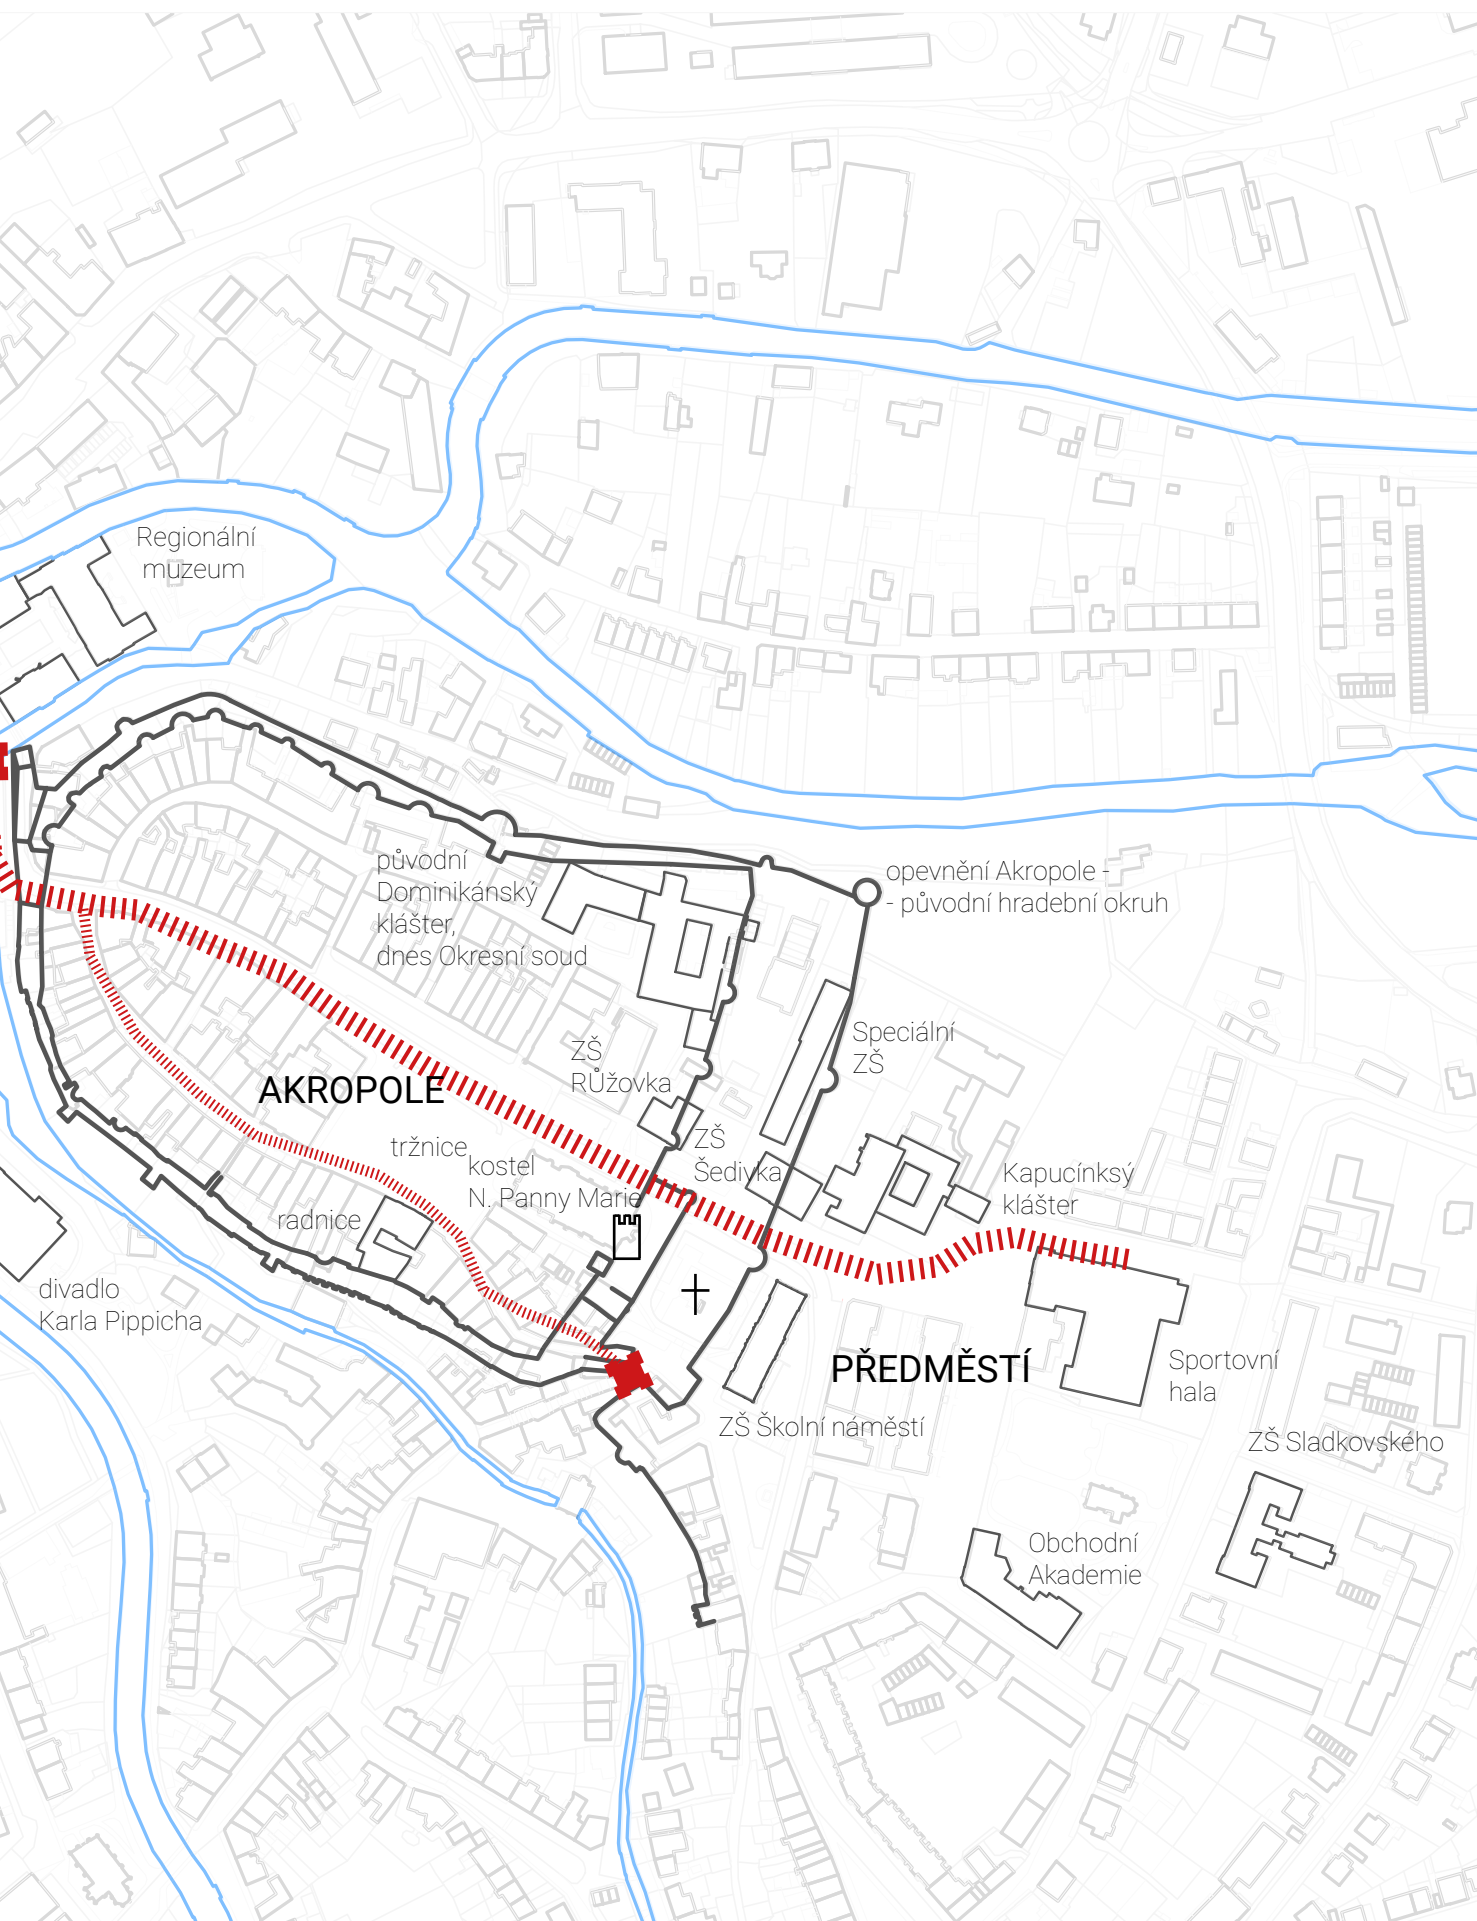 Regionální
muzeum
původní
Dominikánský
klášter,
dnes Okresní soud
opevnění Akropole -
- původní hradební okruh
Speciální
ZŠ
ZŠ
RŮžovka
AKROPOLE
tržnice
kostel
N. Panny Marie
ZŠ
Šedivka
Kapucínksý
klášter
radnice
divadlo
Karla Pippicha
PŘEDMĚSTÍ
Sportovní
hala
ZŠ Školní náměstí
ZŠ Sladkovského
Obchodní
Akademie